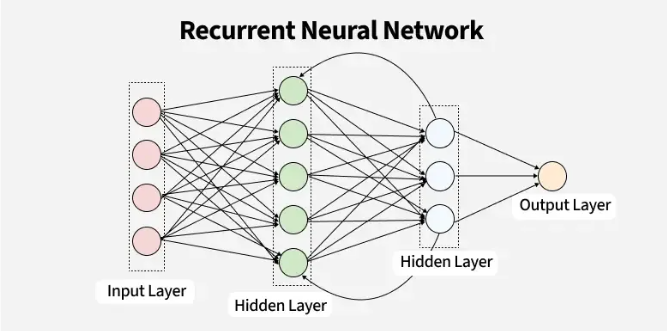 Recurrent Neural Network
Output Layer
Hidden Layer
Input Layer
Hidden Layer